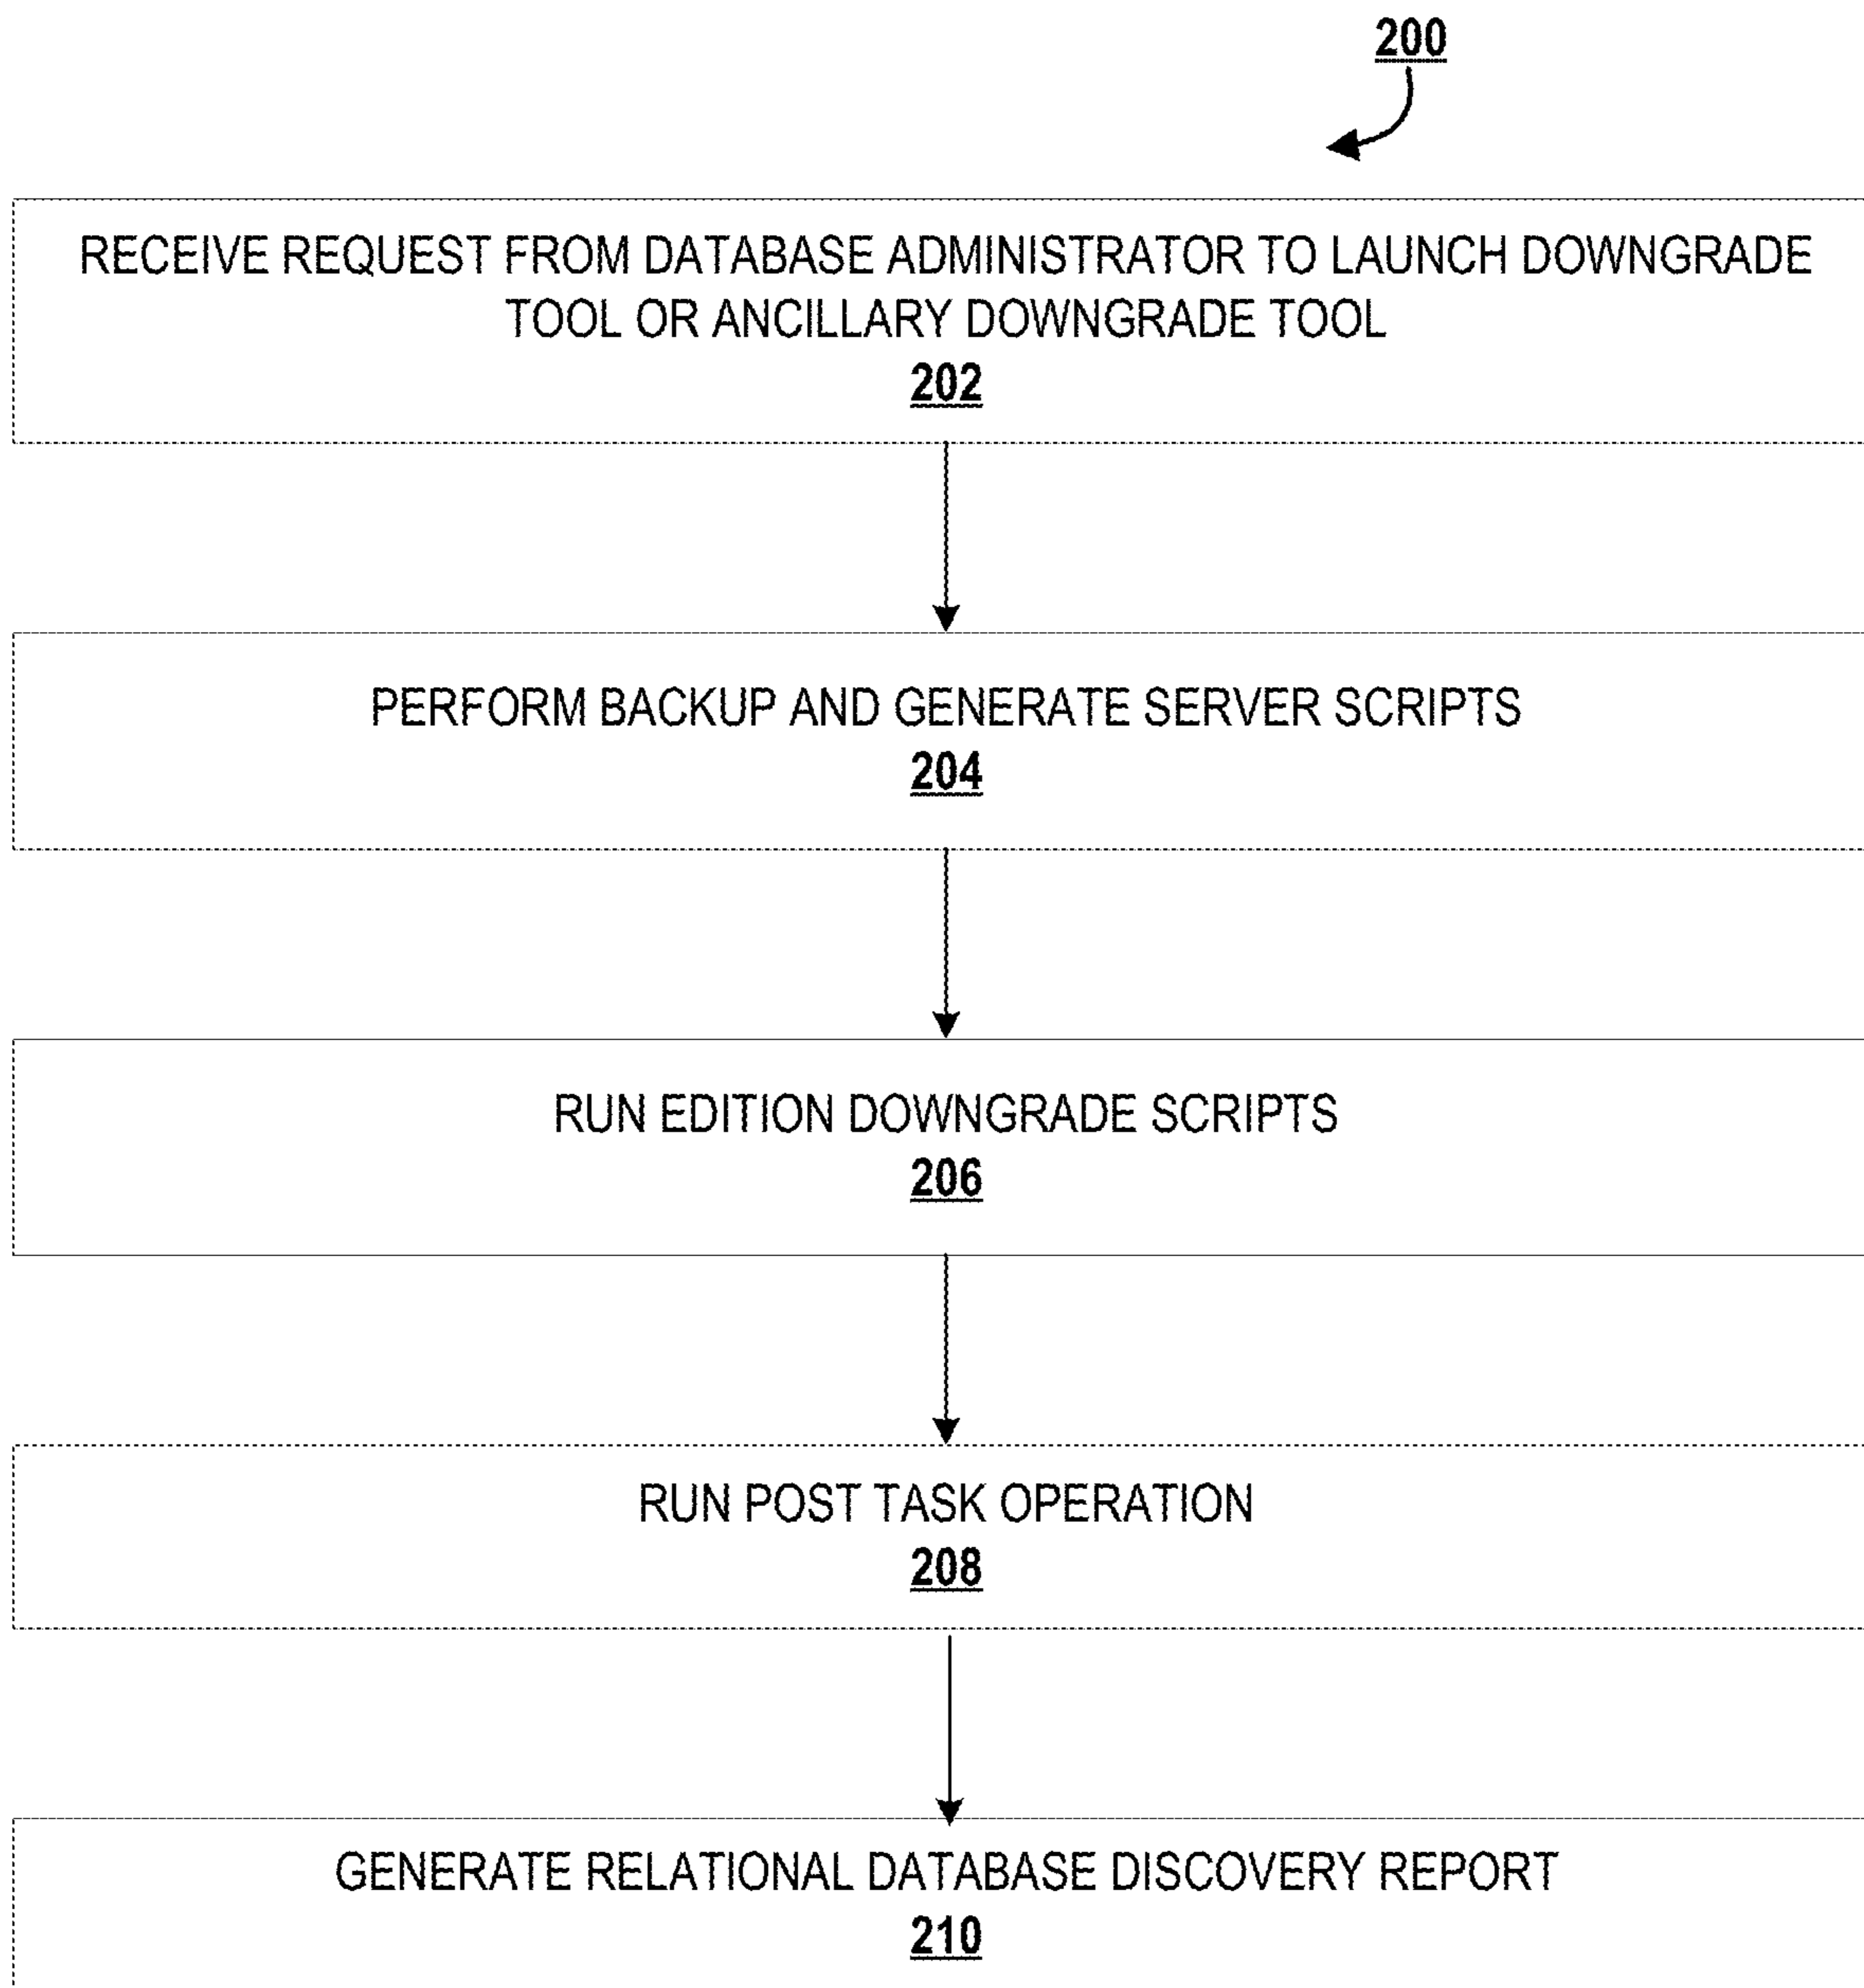 200
RECEIVE REQUEST FROM DATABASE ADMINISTRATOR TO LAUNCH DOWNGRADE
TOOL OR ANCILLARY DOWNGRADE TOOL
202
PERFORM BACKUP AND GENERATE SERVER SCRIPTS
204
RUN EDITION DOWNGRADE SCRIPTS
206
RUN POST TASK OPERATION
208
GENERATE RELATIONAL DATABASE DISCOVERY REPORT
210